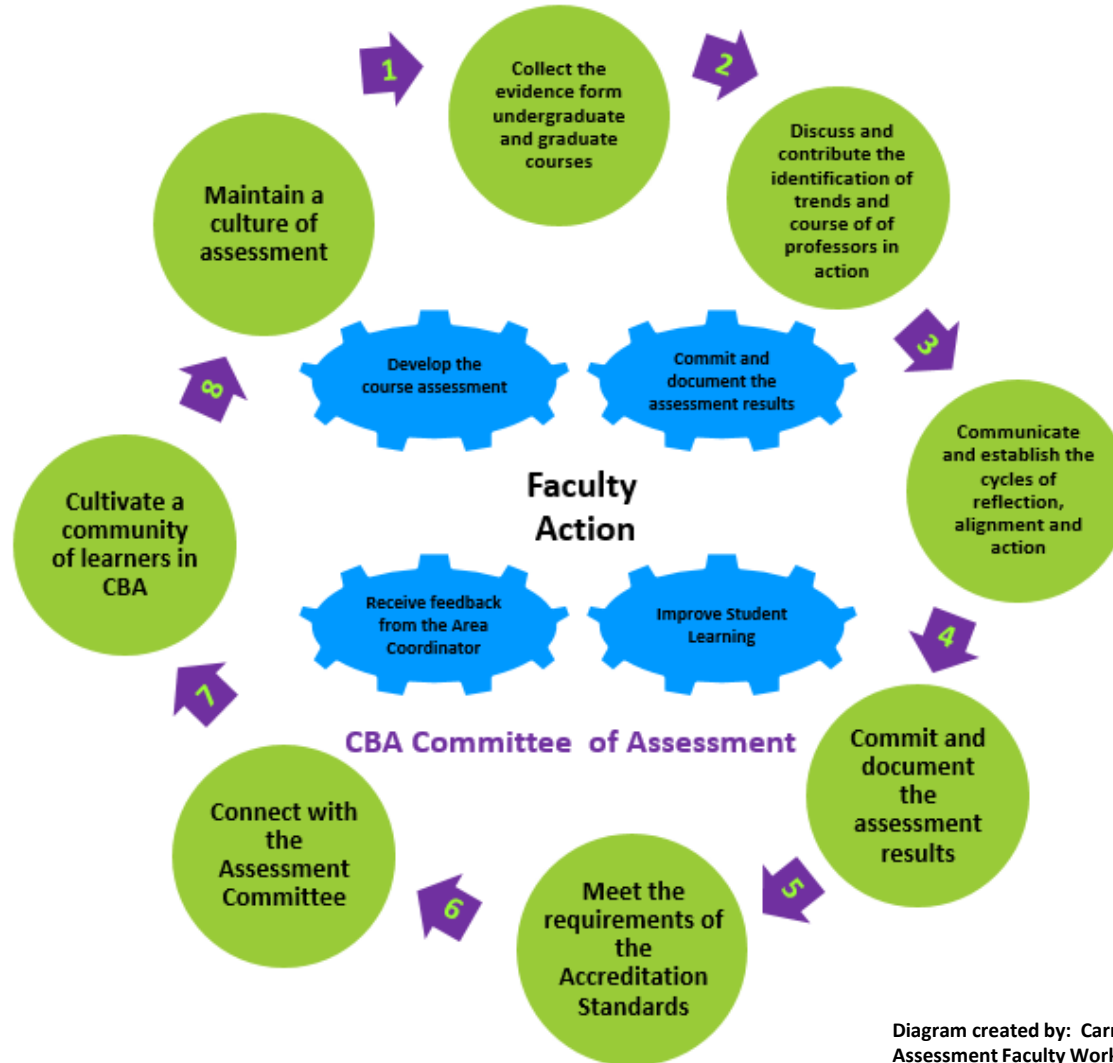 1
Collect the
evidence form
undergraduate
and graduate
courses
2
Discuss and
contribute the
identification of
trends and
course of of
professors in
action
3
Communicate
and establish the
cycles of
reflection,
alignment and
action
4
Commit and
document
the
assessment
results
5
Meet the
requirements of
the
Accreditation
Standards
6
Connect with
the
Assessment
Committee
7
Cultivate a
community
of learners in
CBA
8
Maintain a
culture of
assessment
Develop the
course assessment
Commit and
document the
assessment results
Faculty
Action
Receive feedback
from the Area
Coordinator
Improve Student
Learning
CBA Committee of Assessment
Diagram created by:
Assessment Faculty